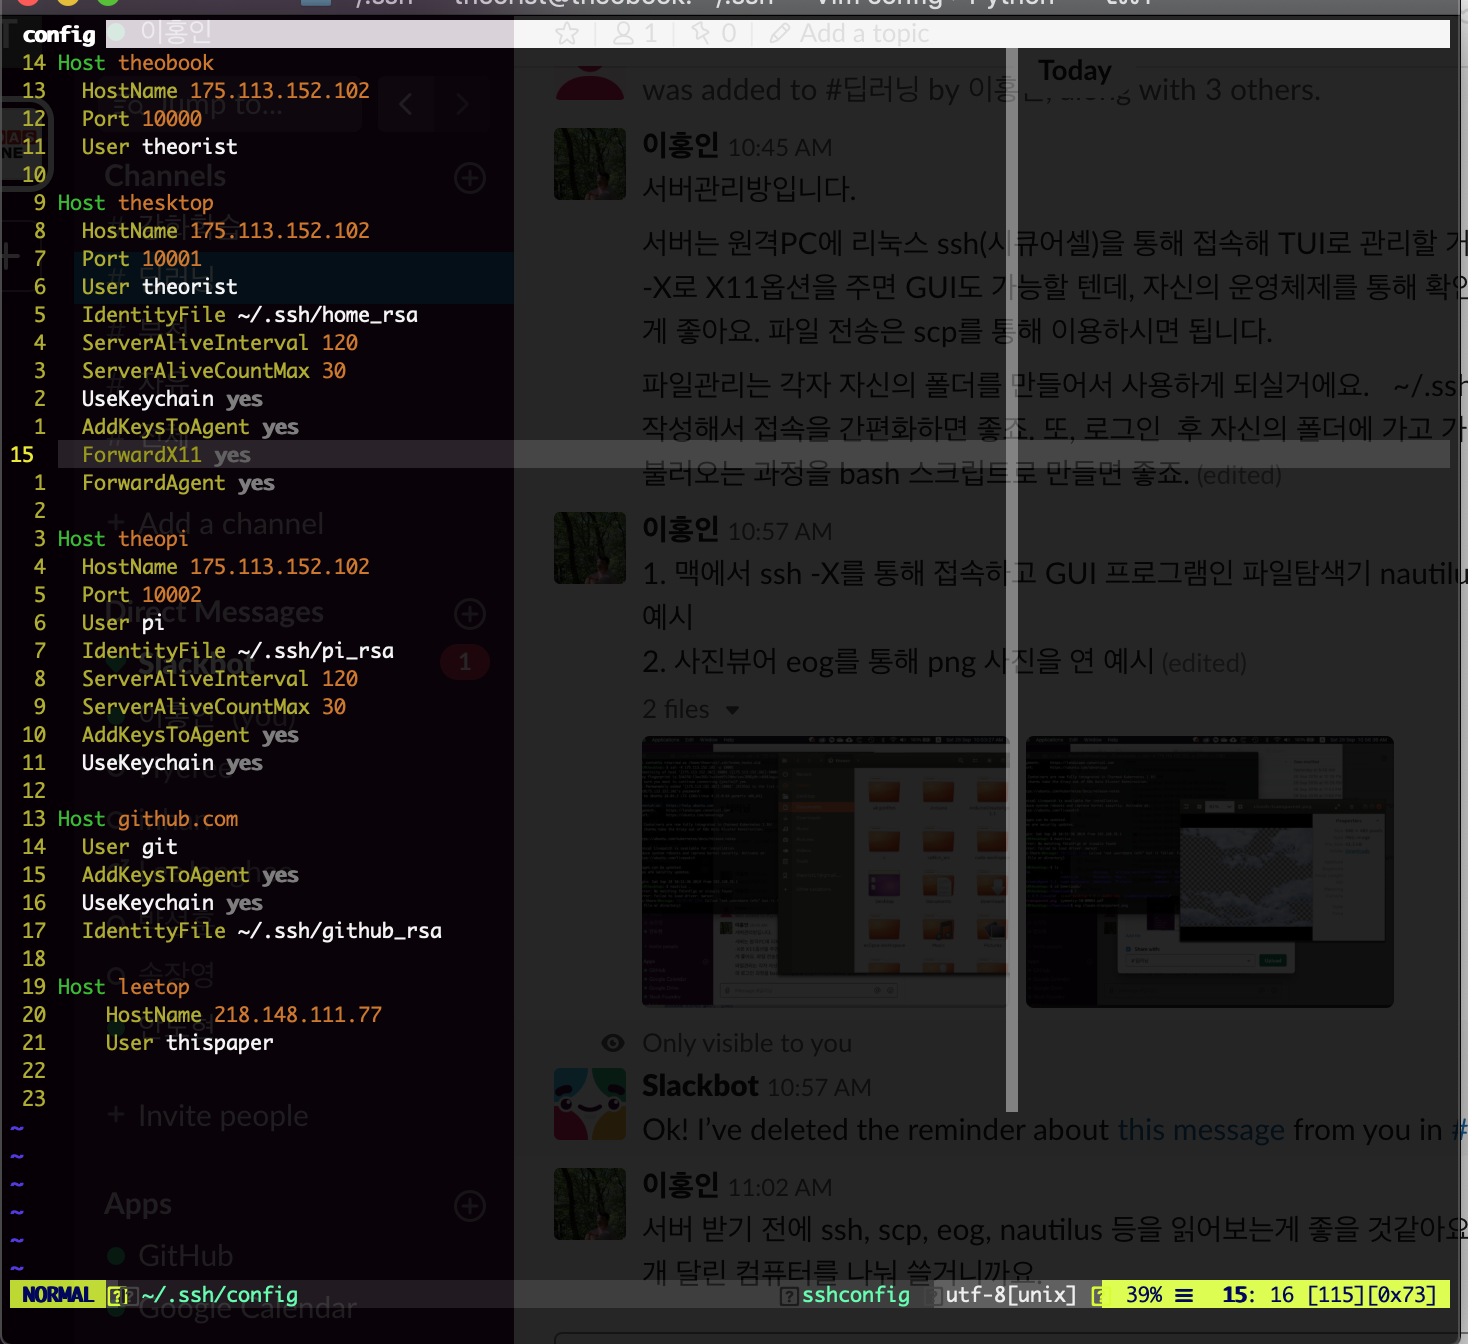 config
14 Host theobook
13 HostName 175.113.152.102
12 Port 10000
11 User theorist
10
9 Host thesktop
8 HostName 175.113.152.102
7 Port 10001
6 User theorist
5 IdentityFile ~/.ssh/home_rsa
4 ServerAliveInterval 120
3 ServerAliveCountMax 30
2 UseKeychain yes
1 AddKeysToAgent yes
15 ForwardX11 yes
1 ForwardAgent yes
2
3 Host theopi
4 HostName 175.113.152.102
5 Port 10002
6 User pi
7 IdentityFile ~/.ssh/pi_rsa
8 ServerAliveInterval 120
9 ServerAliveCountMax 30
10 AddKeysToAgent yes
11 UseKeychain yes
12
13 Host github.com
14 User git
15 AddKeysToAgent yes
16 UseKeychain yes
17 IdentityFile ~/.ssh/github_rsa
18
19 Host leetop
20 HostName 218.148.111.77
21 User thispaper
22
23
~
~
~
~
~
~
NORMAL ~/.ssh/config sshconfig utf-8[unix] 39% ≡ 15: 16 [115][0x73]
이홍인
Jump to...
Channels
# 강화학습
# 딥러닝
+ Add a channel
Direct Messages
Slackbot 1
이홍인 (you)
송장영
+ Invite people
Apps
GitHub
Google Calendar
1 0 Add a topic
Today
was added to #딥러닝 by 이홍인, along with 3 others.
이홍인 10:45 AM
서버관리방입니다.
서버는 원격PC에 리눅스 ssh(시큐어셀)을 통해 접속해 TUI로 관리할
-X로 X11옵션을 주면 GUI도 가능할 텐데, 자신의 운영체제를 통해
게 좋아요. 파일 전송은 scp를 통해 이용하시면 됩니다.
파일관리는 각자 자신의 폴더를 만들어서 사용하게 되실거에요. ~/.ssh
작성해서 접속을 간편화하면 좋죠. 또, 로그인 후 자신의 폴더에 가고
불러오는 과정을 bash 스크립트로 만들면 좋죠. (edited)
이홍인 10:57 AM
1. 맥에서 ssh -X를 통해 접속하고 GUI 프로그램인 파일탐색기 nautilus
예시
2. 사진뷰어 eog를 통해 png 사진을 연 예시 (edited)
2 files
Only visible to you
Slackbot 10:57 AM
Ok! I've deleted the reminder about this message from you in #
이홍인 11:02 AM
서버 받기 전에 ssh, scp, eog, nautilus 등을 읽어보는게 좋을 것같아요
개 달린 컴퓨터를 나눠 쓸거니까요.